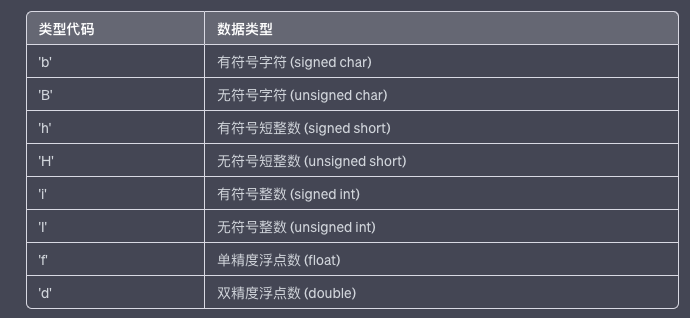 类型代码 数据类型
'b' 有符号字符 (signed char)
'B' 无符号字符 (unsigned char)
'h' 有符号短整数 (signed short)
'H' 无符号短整数 (unsigned short)
'i' 有符号整数 (signed int)
'I' 无符号整数 (unsigned int)
'f' 单精度浮点数 (float)
'd' 双精度浮点数 (double)